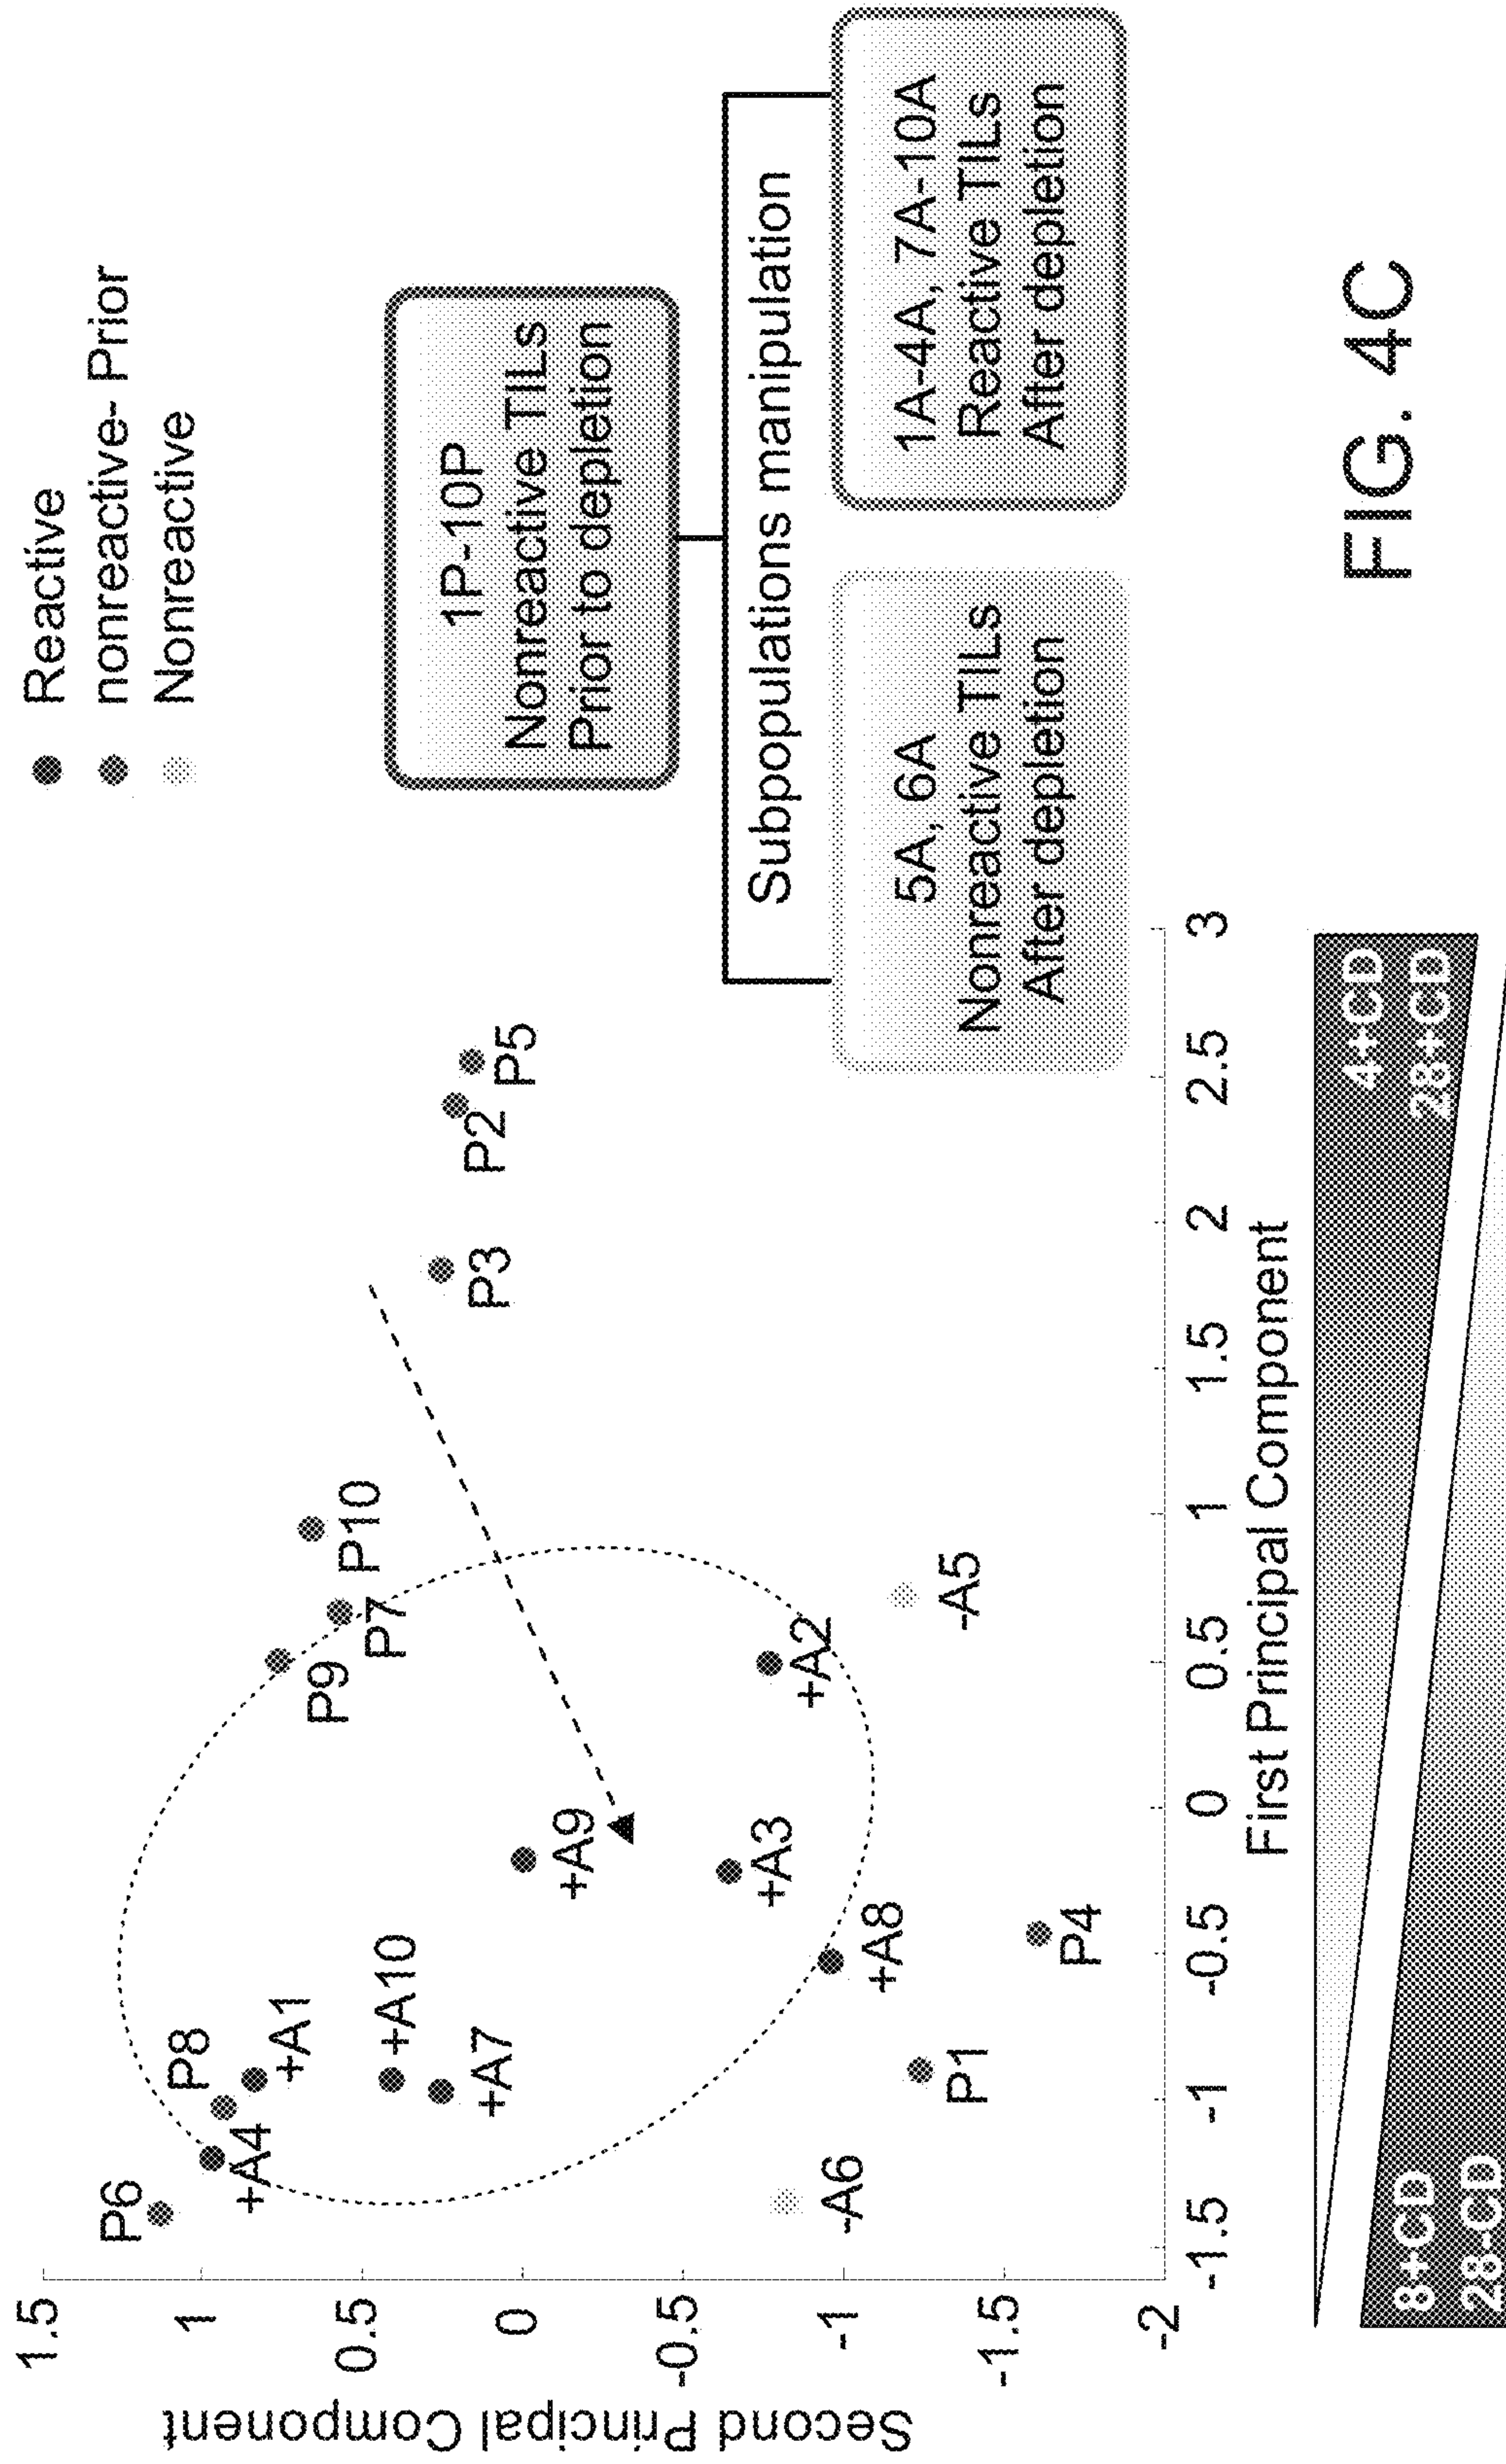 Reactive
nonreactive- Prior
Nonreactive
1P-10P
Nonreactive TILs
Prior to depletion
Subpopulations manipulation
5A, 6A
Nonreactive TILs
After depletion
1A-4A, 7A-10A
Reactive TILs
After depletion
Second Principal Component
1.5
1
0.5
0
-0.5
-1
-1.5
-2
P6
+A4
P8
+A1
+A10
+A7
P9
P7
P10
P3
P2
P5
+A9
+A3
+A2
+A8
-A5
-A6
P1
P4
-1.5
-1
-0.5
0
0.5
1
1.5
2
2.5
3
First Principal Component
4++CD
28+CD
8+CD
28-CD
FIG. 4C